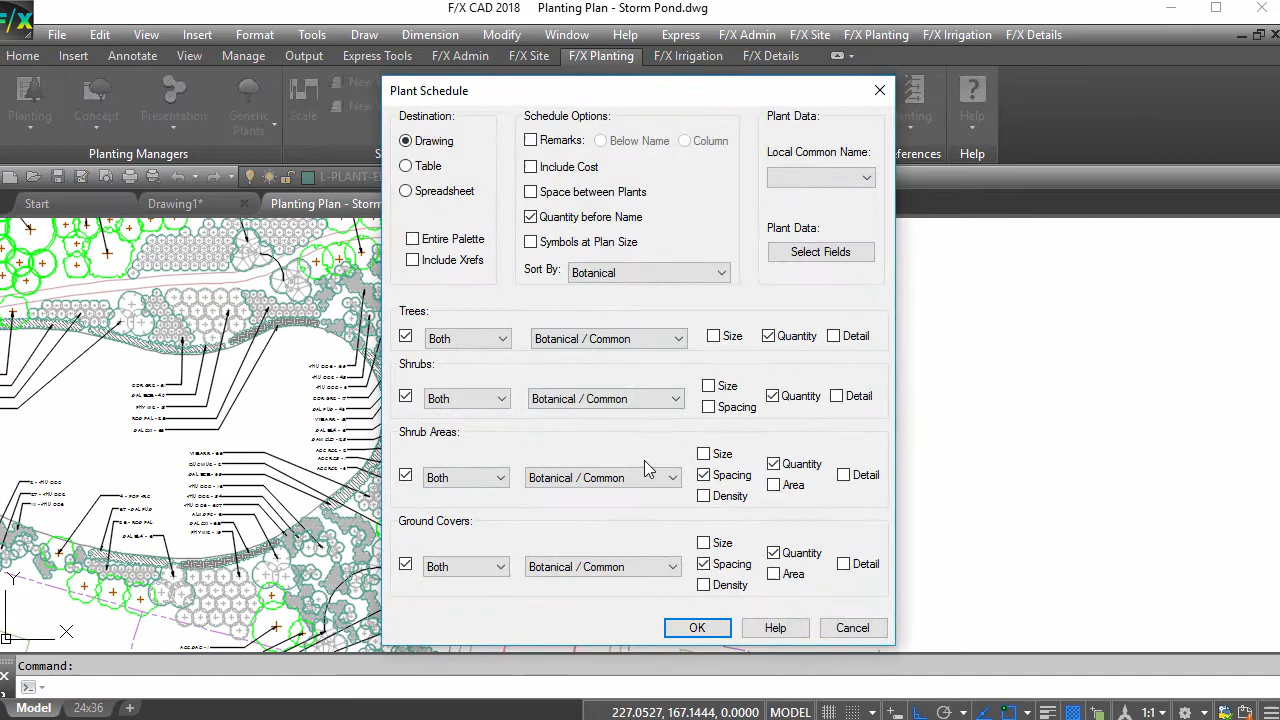 F/X CAD 2018 Planting Plan - Storm Pond.dwg
F/X
File Edit View Insert Format Tools Draw Dimension Modify Window Help Express F/X Admin F/X Site F/X Planting F/X Irrigation F/X Details
Home Insert Annotate View Manage Output Express Tools F/X Admin F/X Site F/X Planting F/X Irrigation F/X Details
Planting Concept Presentation Generic Plants Scale New New Help
Planting Managers Help
L-PLANT-E
Start Drawing1* Planting Plan - Storm
Plant Schedule
Destination: Schedule Options: Plant Data:
Drawing Remarks: Below Name Column Local Common Name:
Table Include Cost
Spreadsheet Space between Plants
Quantity before Name Plant Data:
Entire Palette Symbols at Plan Size Select Fields
Include Xrefs Sort By: Botanical
Trees:
Both Botanical / Common Size Quantity Detail
Shrubs:
Both Botanical / Common Size Spacing Quantity Detail
Shrub Areas:
Both Botanical / Common Size Spacing Density Quantity Area Detail
Ground Covers:
Both Botanical / Common Size Spacing Density Quantity Area Detail
OK Help Cancel
Y
X
Command:
Model 24x36 + 227.0527, 167.1444, 0.0000 MODEL 1:1